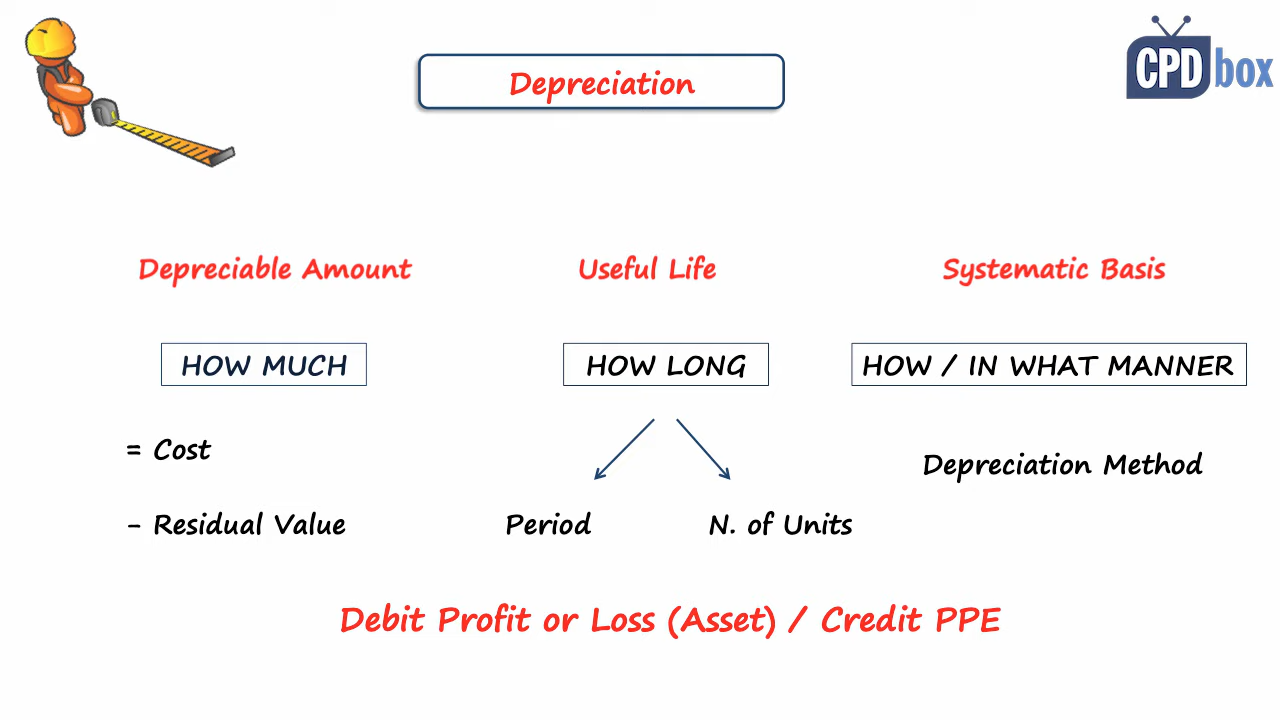 Depreciation
CPD box
Depreciable Amount
Useful Life
Systematic Basis
HOW MUCH
HOW LONG
HOW / IN WHAT MANNER
= Cost
Depreciation Method
- Residual Value
Period
N. of Units
Debit Profit or Loss (Asset) / Credit PPE